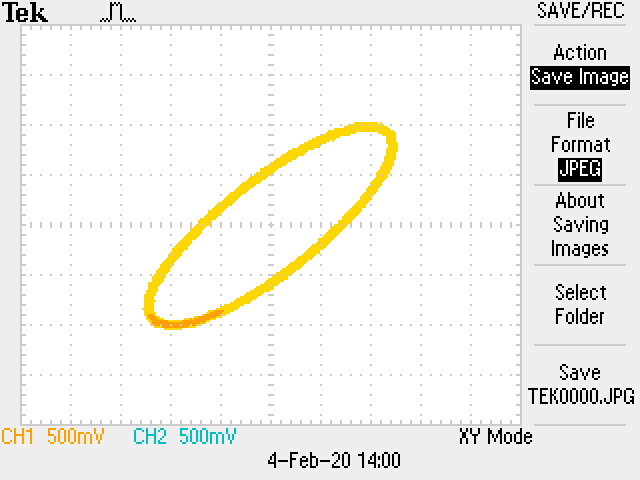 Tek
SAVE/REC
Action
Save Image
File
Format
JPEG
About
Saving
Images
Select
Folder
Save
TEK0000.JPG
CH1 500mV CH2 500mV XY Mode
4-Feb-20 14:00